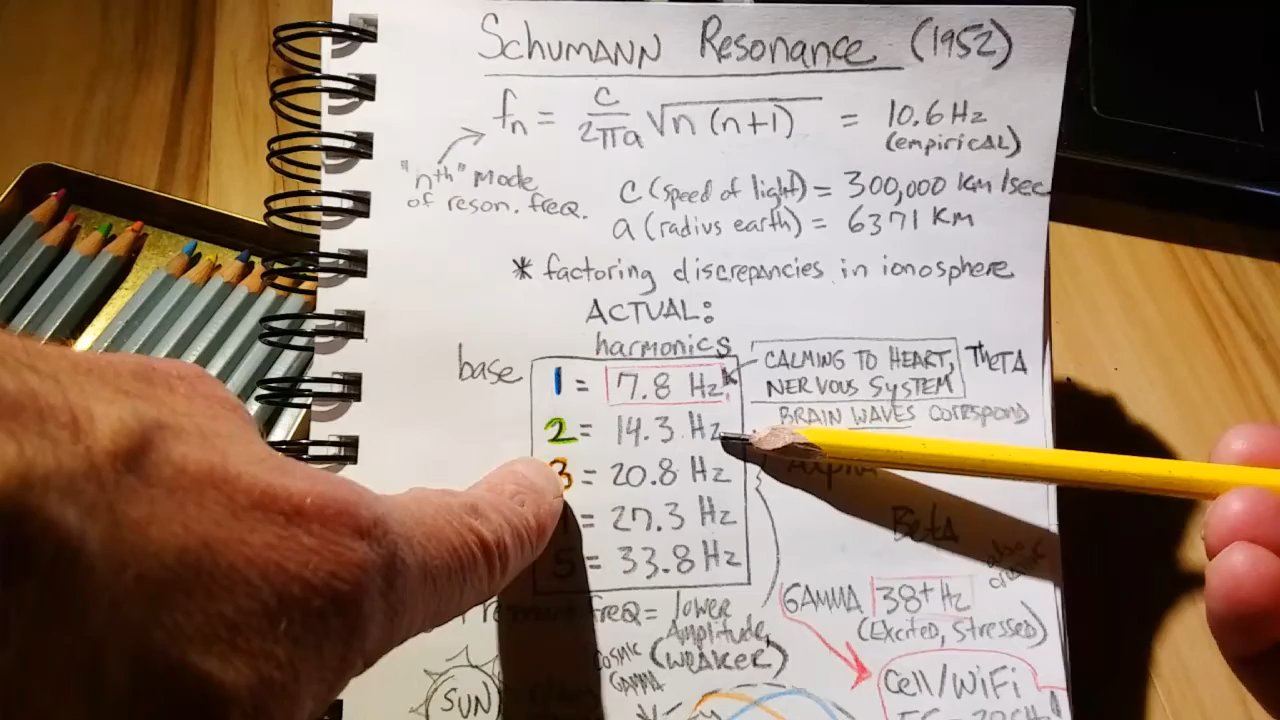 Schumann Resonance (1952)
fn = c/2πa √n(n+1) = 10.6 Hz
(empirical)
"nth" Mode
of reson. freq.
c (speed of light) = 300,000 Km/sec
a (radius earth) = 6371 Km
* factoring discrepancies in ionosphere
ACTUAL:
harmonics
base
1 = 7.8 Hz
2 = 14.3 Hz
3 = 20.8 Hz
= 27.3 Hz
5 = 33.8 Hz
CALMING TO HEART, THETA
NERVOUS SYSTEM
BRAIN WAVES CORRESPOND
Alpha
Beta
GAMMA 38+ Hz
(Excited, Stressed)
freq = lower
Amplitude
(WEAKER)
COSMIC
GAMMA
SUN
Cell/WiFi